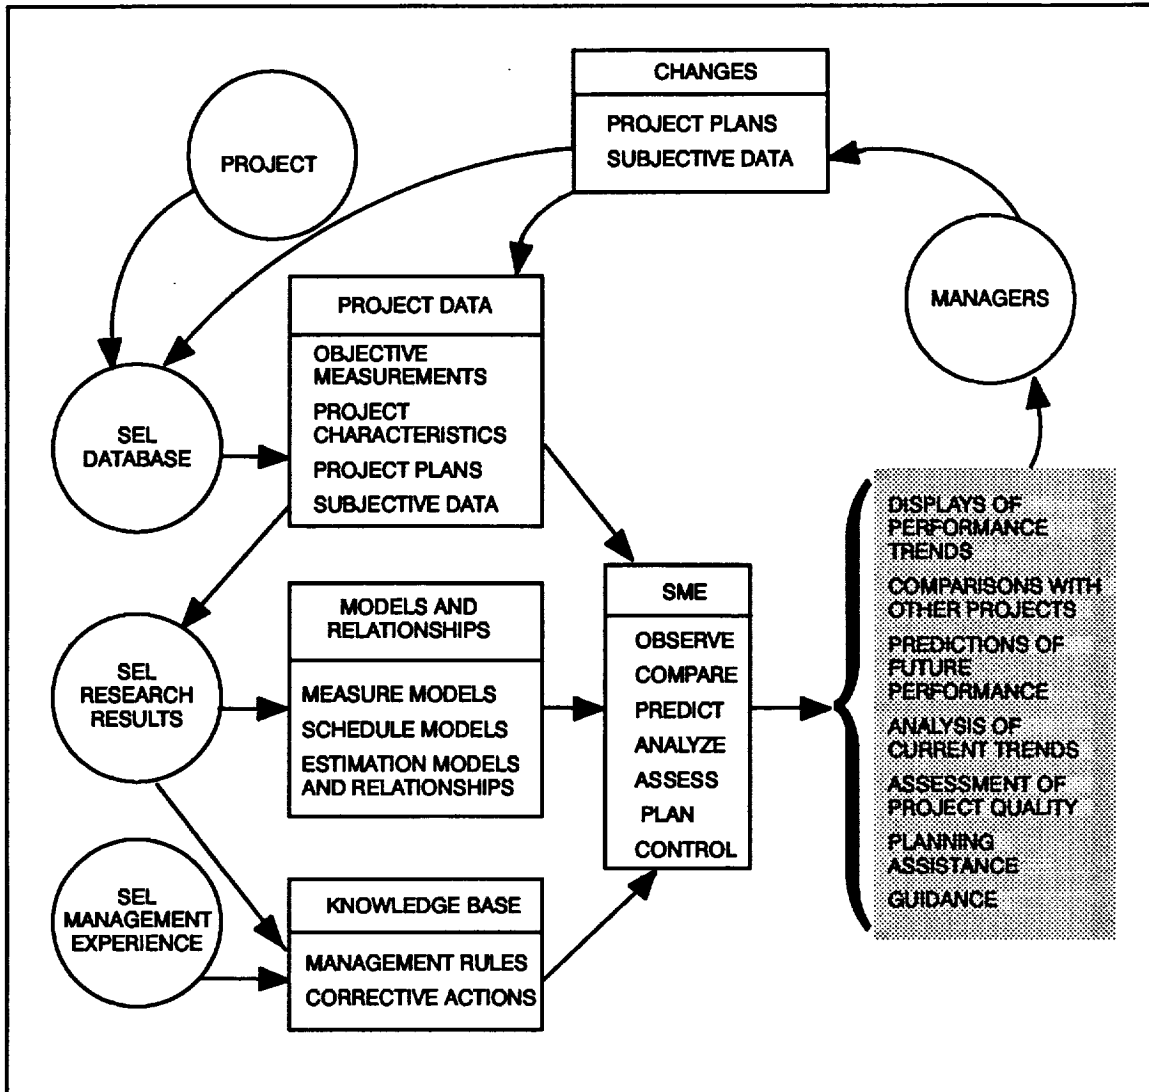 CHANGES
PROJECT PLANS
SUBJECTIVE DATA
PROJECT
MANAGERS
PROJECT DATA
OBJECTIVE
MEASUREMENTS
PROJECT
CHARACTERISTICS
PROJECT PLANS
SUBJECTIVE DATA
SEL
DATABASE
DISPLAYS OF
PERFORMANCE
TRENDS
COMPARISONS WITH
OTHER PROJECTS
PREDICTIONS OF
FUTURE
PERFORMANCE
ANALYSIS OF
CURRENT TRENDS
ASSESSMENT OF
PROJECT QUALITY
PLANNING
ASSISTANCE
GUIDANCE
SME
OBSERVE
COMPARE
PREDICT
ANALYZE
ASSESS
PLAN
CONTROL
MODELS AND
RELATIONSHIPS
MEASURE MODELS
SCHEDULE MODELS
ESTIMATION MODELS
AND RELATIONSHIPS
SEL
RESEARCH
RESULTS
SEL
MANAGEMENT
EXPERIENCE
KNOWLEDGE BASE
MANAGEMENT RULES
CORRECTIVE ACTIONS